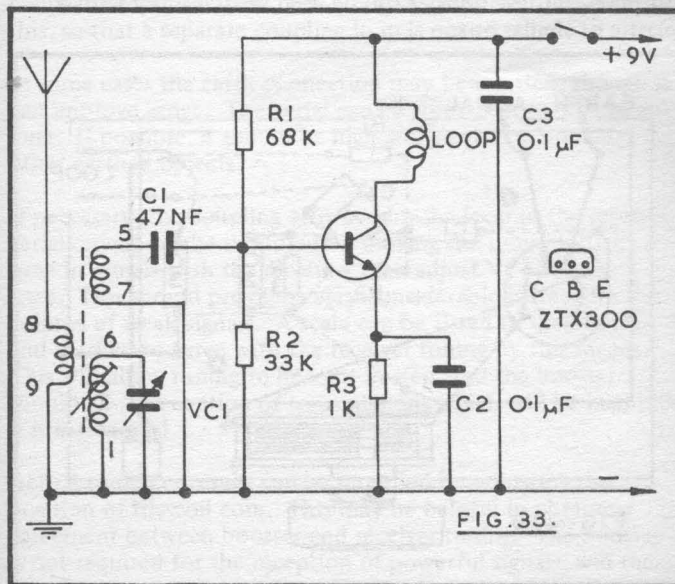 +9V
R1
68K
LOOP
C3
0·1µF
C1
47NF
5
7
8
6
9
1
VC1
R2
33K
R3
1K
C2
0·1µF
C B E
ZTX300
−
FIG.33.